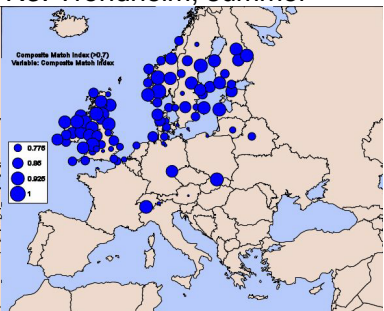 Composite Match Index (>0.7)
Variable: Composite Match Index
0.775
0.85
0.925
1